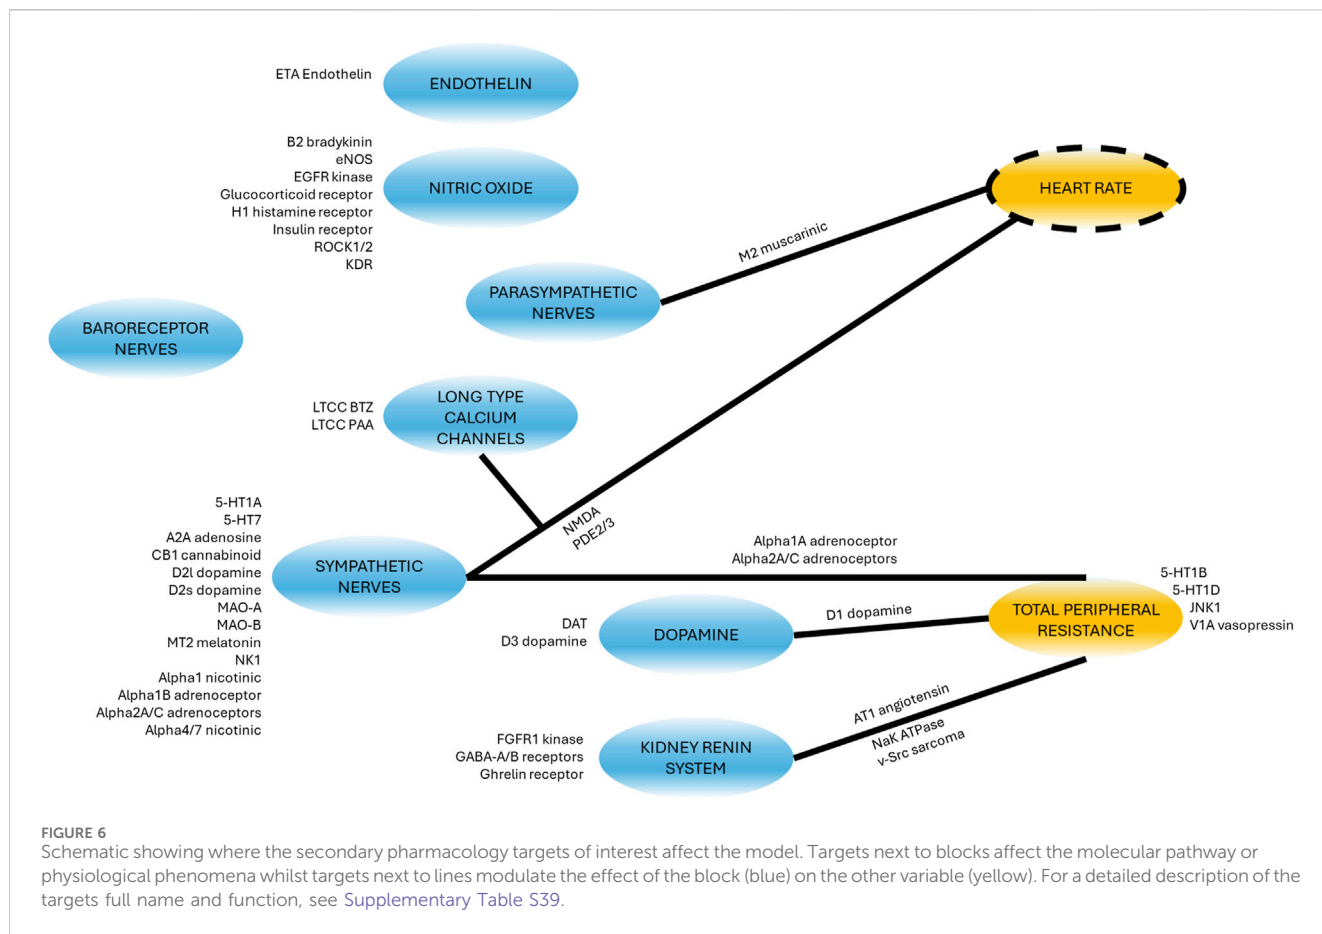 ETA Endothelin
ENDOTHELIN
B2 bradykinin
eNOS
EGFR kinase
Glucocorticoid receptor
H1 histamine receptor
Insulin receptor
ROCK1/2
KDR
NITRIC OXIDE
HEART RATE
M2 muscarinic
PARASYMPATHETIC
NERVES
BARORECEPTOR
NERVES
LTCC BTZ
LTCC PAA
LONG TYPE
CALCIUM
CHANNELS
NMDA
PDE2/3
5-HT1A
5-HT7
A2A adenosine
CB1 cannabinoid
D2l dopamine
D2s dopamine
MAO-A
MAO-B
MT2 melatonin
NK1
Alpha1 nicotinic
Alpha1B adrenoceptor
Alpha2A/C adrenoceptors
Alpha4/7 nicotinic
SYMPATHETIC
NERVES
Alpha1A adrenoceptor
Alpha2A/C adrenoceptors
DAT
D3 dopamine
DOPAMINE
D1 dopamine
TOTAL PERIPHERAL
RESISTANCE
5-HT1B
5-HT1D
JNK1
V1A vasopressin
FGFR1 kinase
GABA-A/B receptors
Ghrelin receptor
KIDNEY RENIN
SYSTEM
AT1 angiotensin
NaK ATPase
v-Src sarcoma
FIGURE 6
Schematic showing where the secondary pharmacology targets of interest affect the model. Targets next to blocks affect the molecular pathway or
physiological phenomena whilst targets next to lines modulate the effect of the block (blue) on the other variable (yellow). For a detailed description of the
targets full name and function, see Supplementary Table S39.